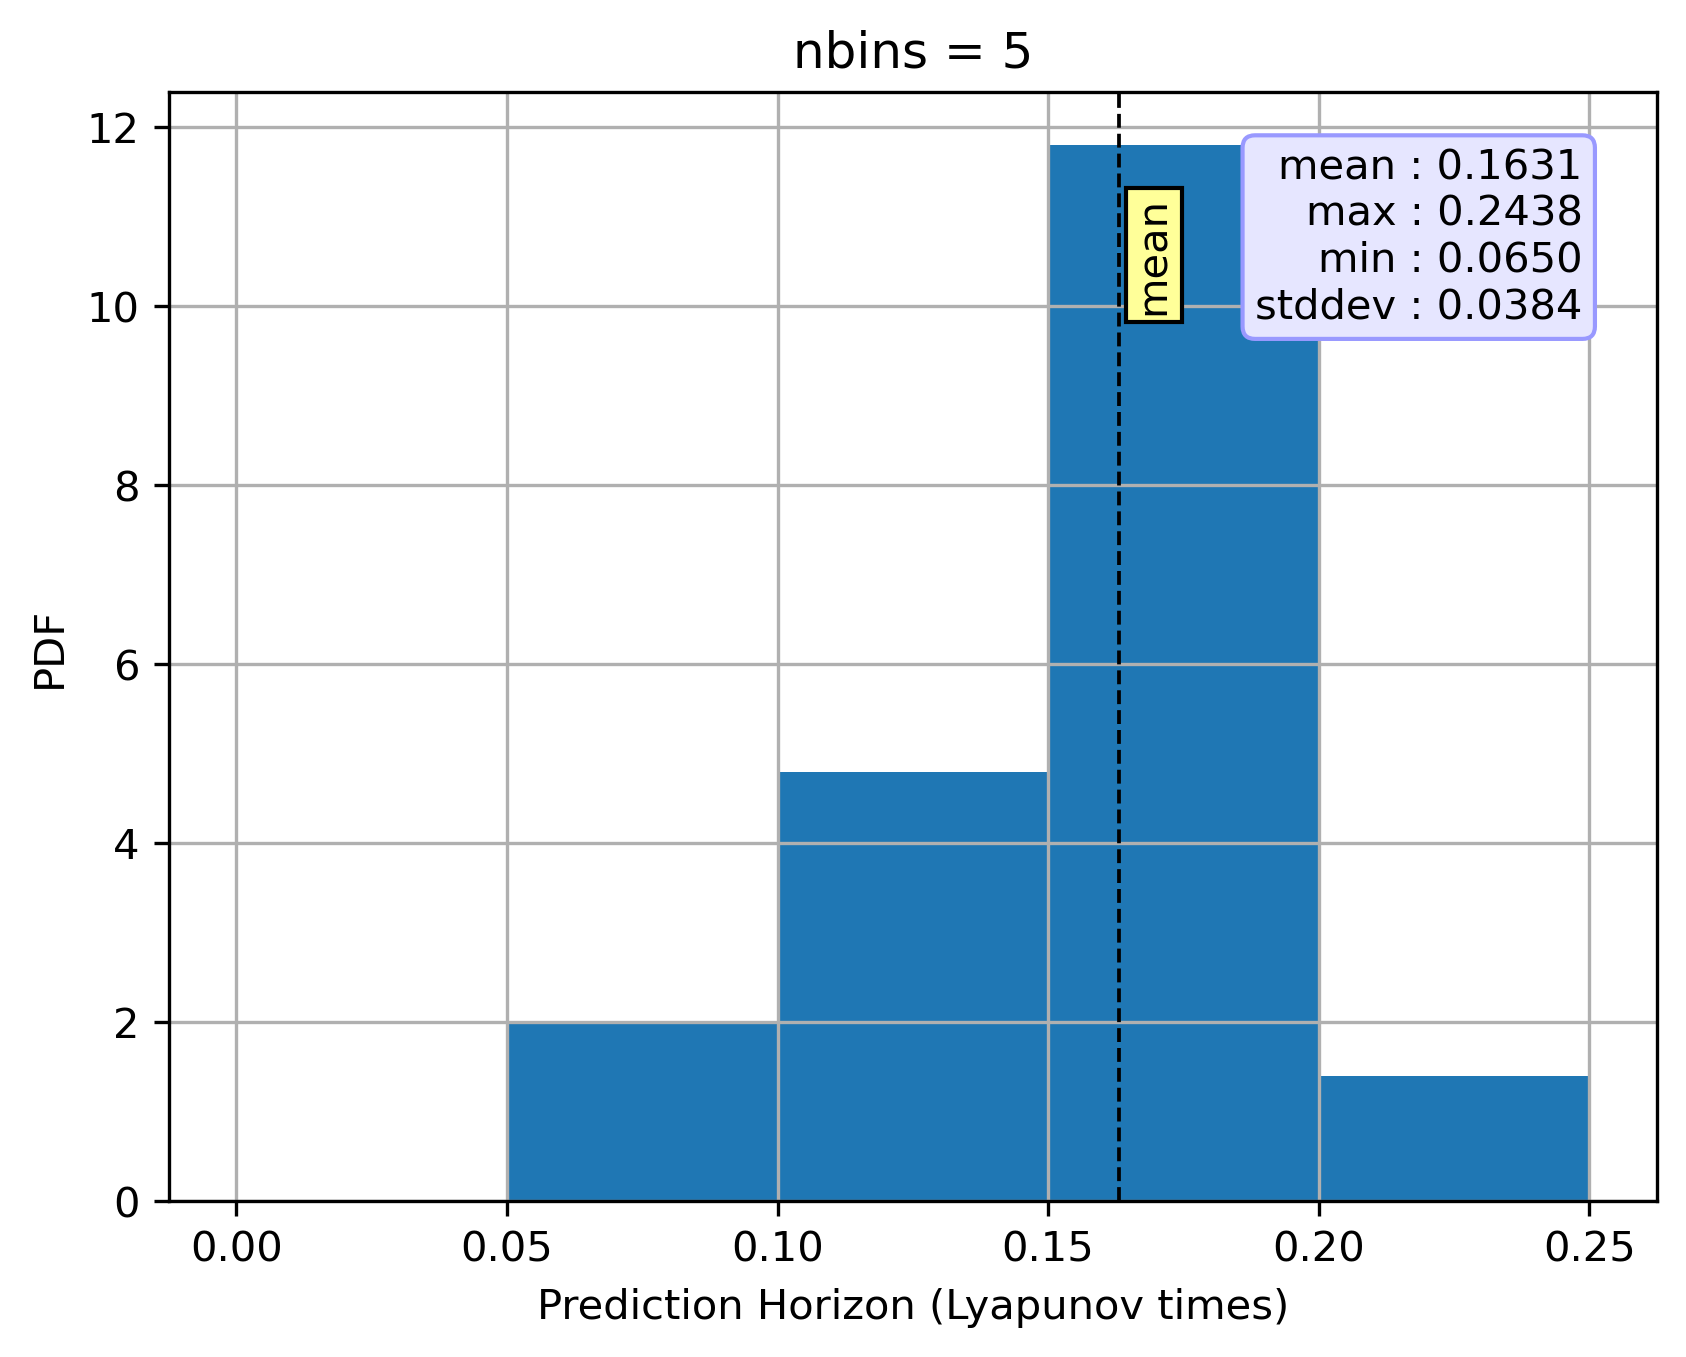 nbins = 5
12
10
8
6
4
2
0
PDF
mean
mean : 0.1631
max : 0.2438
min : 0.0650
stddev : 0.0384
0.00 0.05 0.10 0.15 0.20 0.25
Prediction Horizon (Lyapunov times)